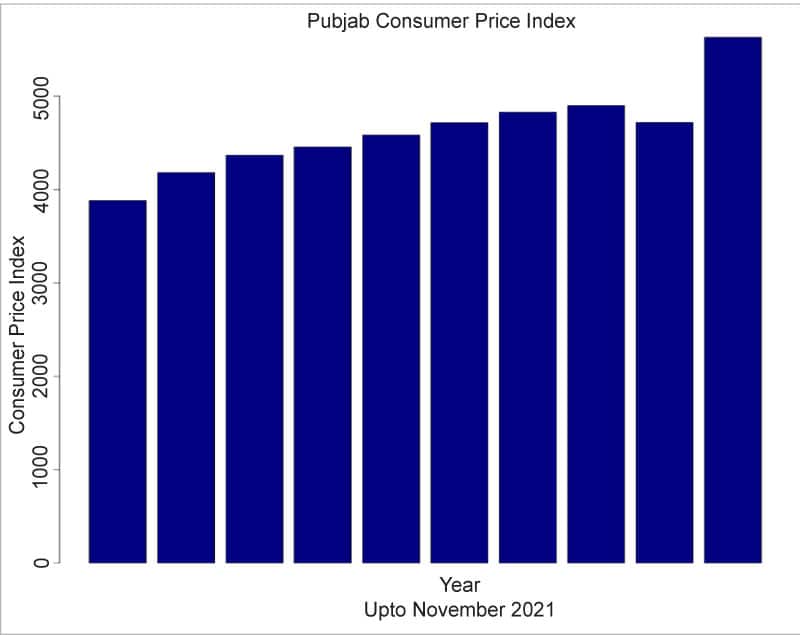 Pubjab Consumer Price Index
Consumer Price Index
5000
4000
3000
2000
1000
0
Year
Upto November 2021